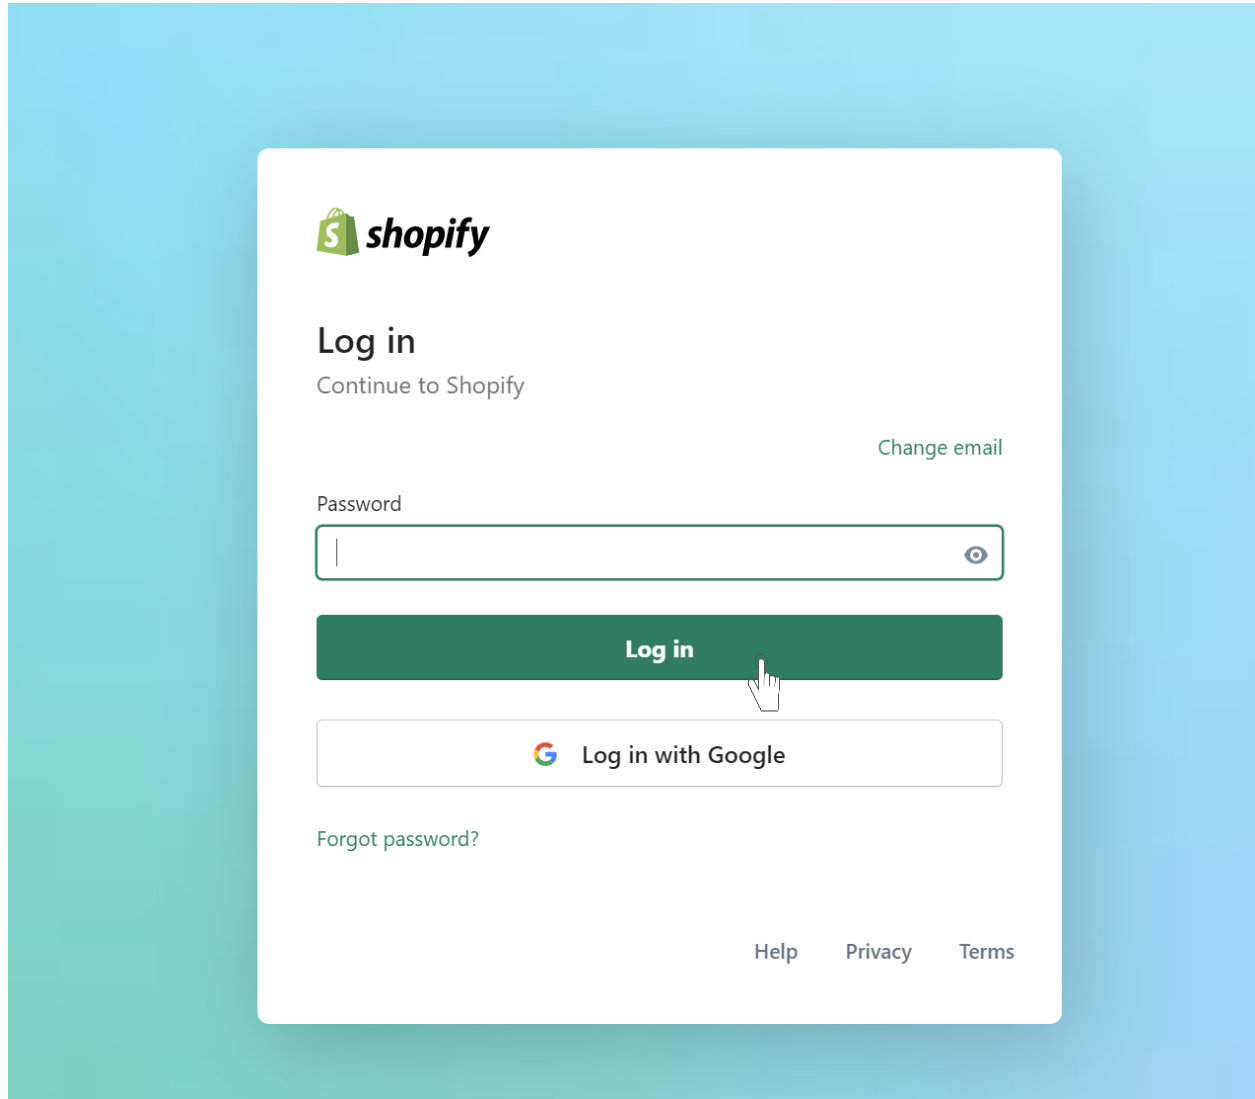 shopify
Log in
Continue to Shopify
Change email
Password
Log in
Log in with Google
Forgot password?
Help Privacy Terms